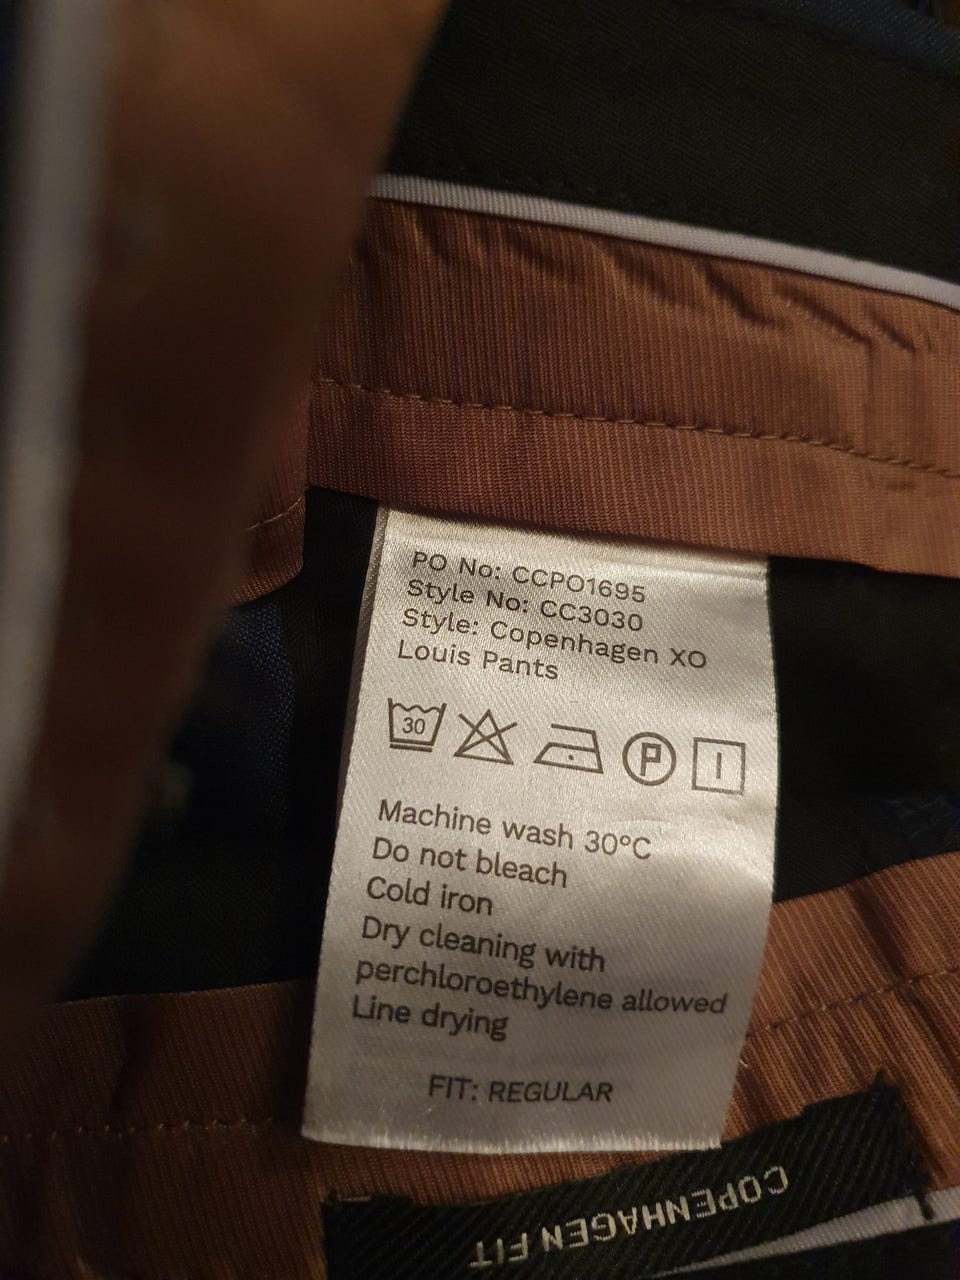 PO No: CCPO1695
Style No: CC3030
Style: Copenhagen XO
Louis Pants
30 P
Machine wash 30°C
Do not bleach
Cold iron
Dry cleaning with
perchloroethylene allowed
Line drying
FIT: REGULAR
COPENHAGEN FIT